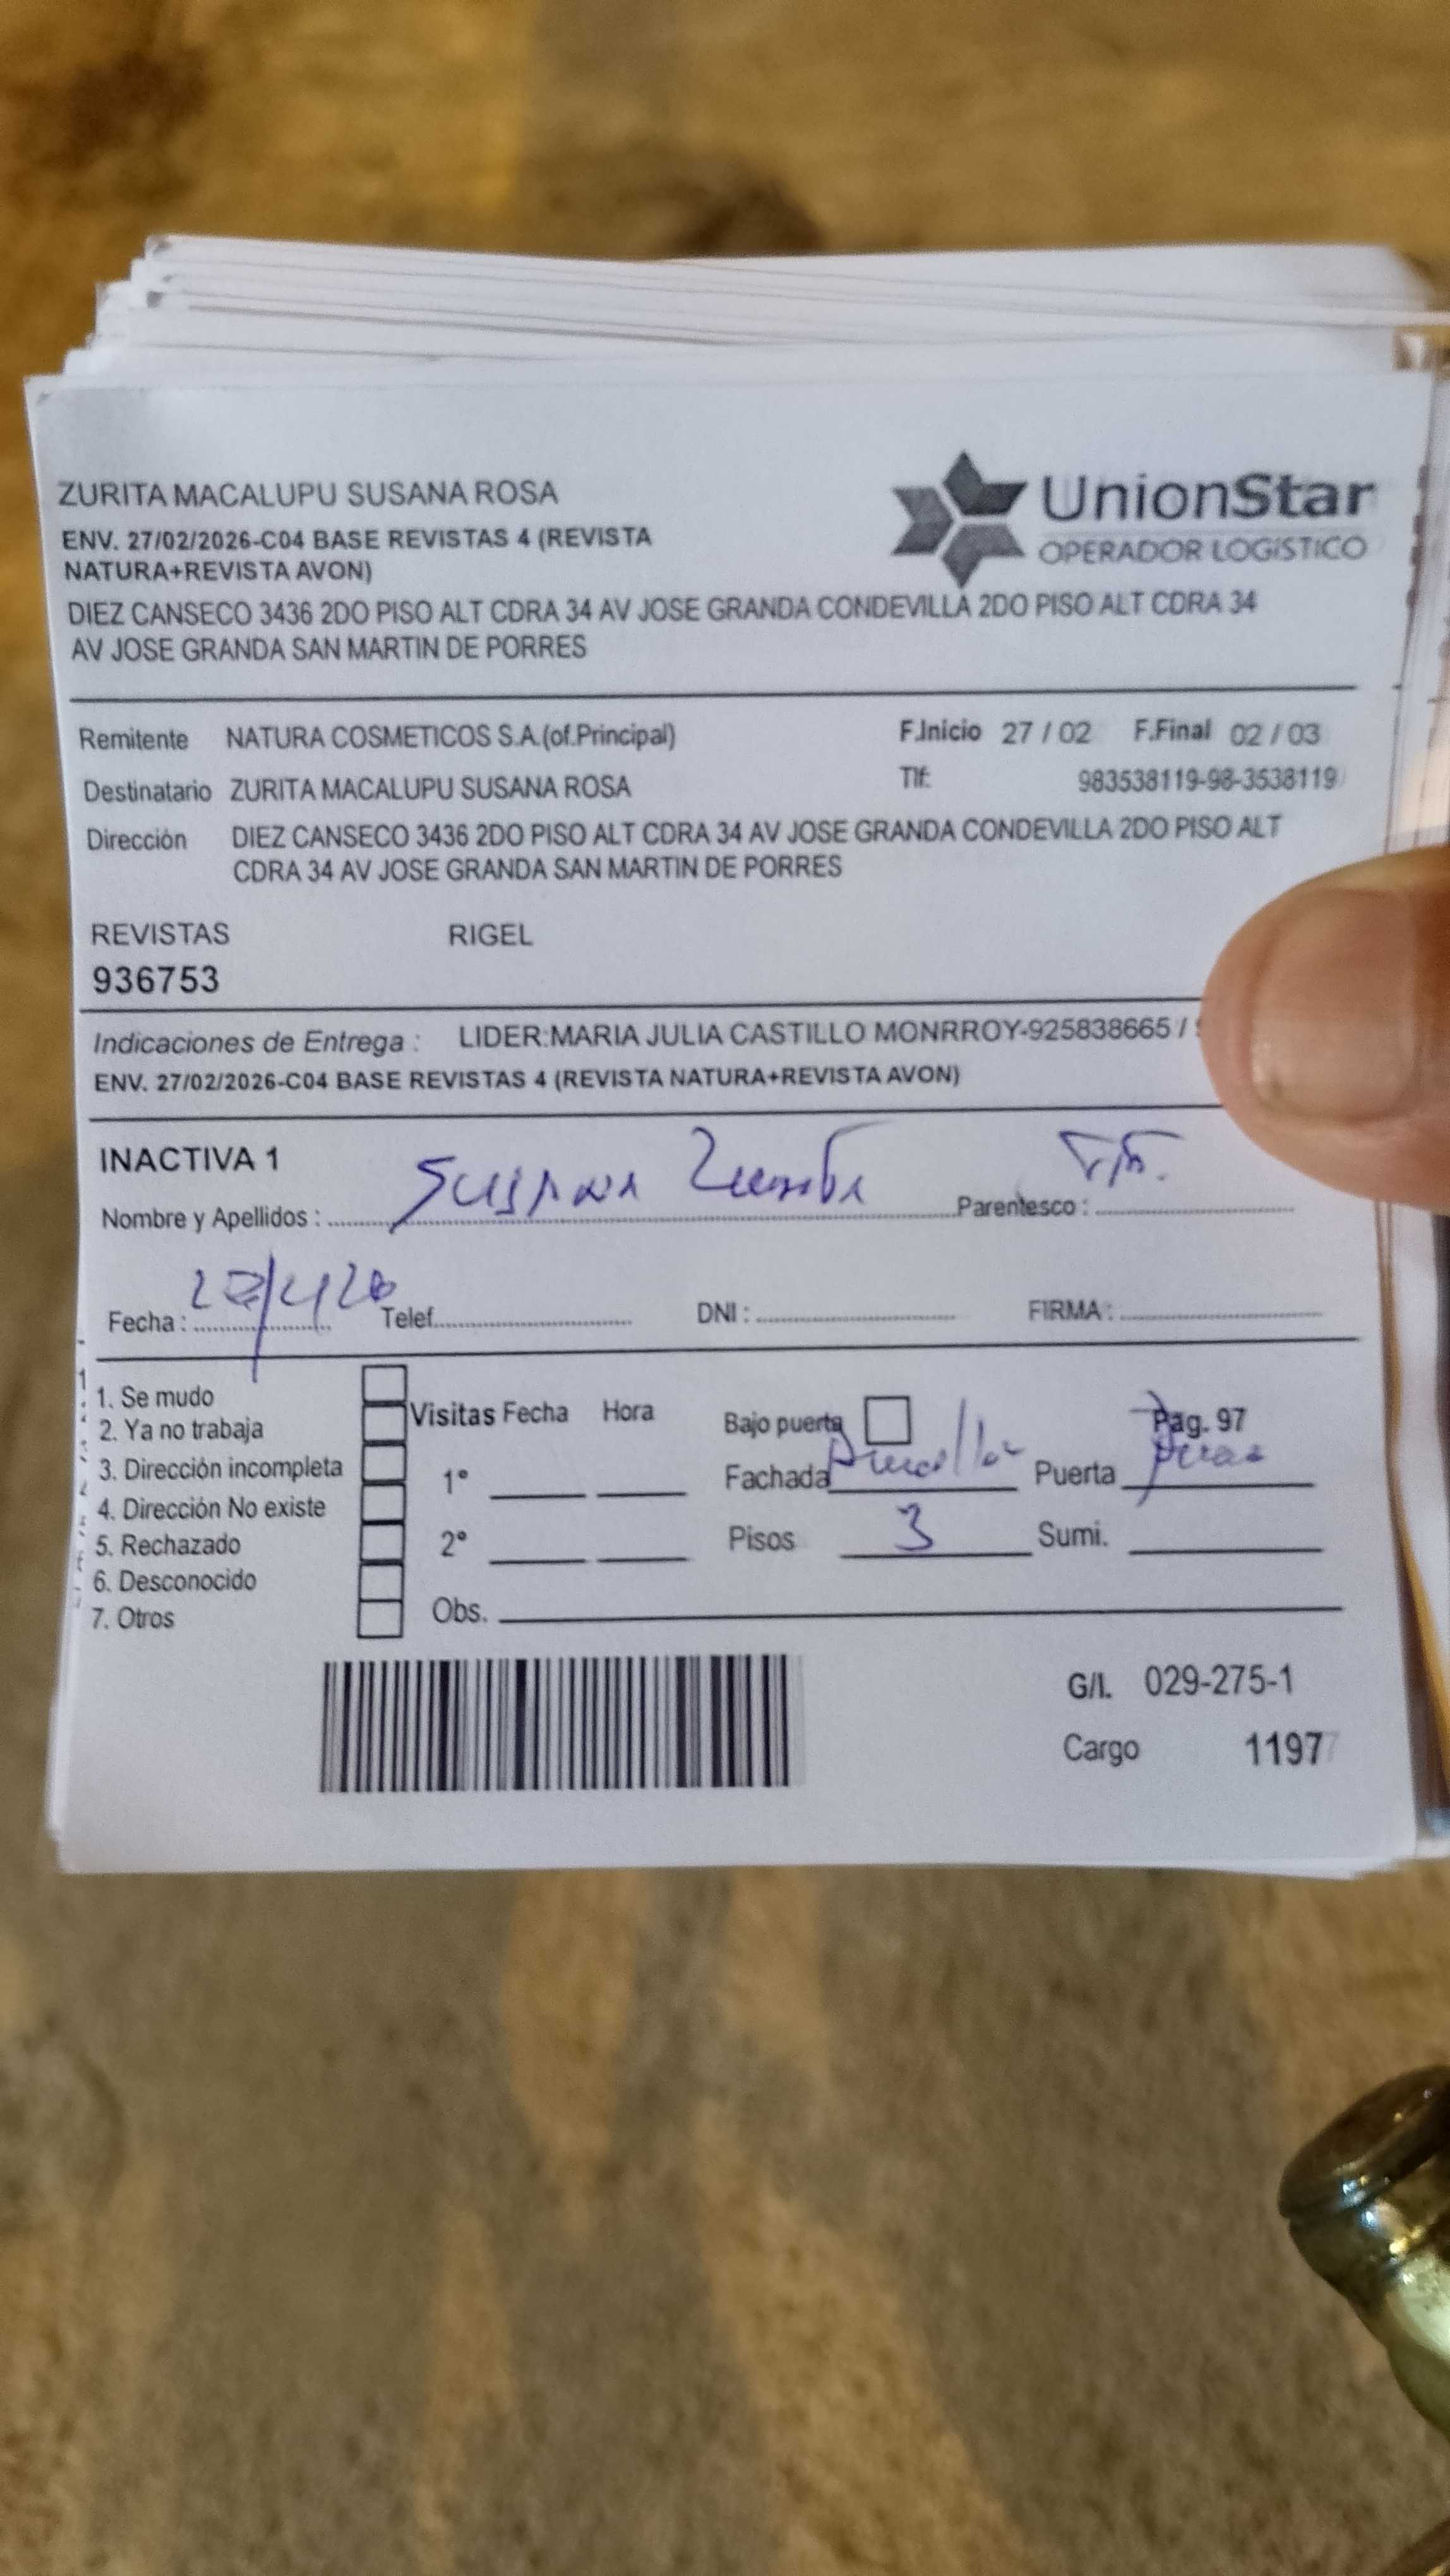 ZURITA MACALUPU SUSANA ROSA
UnionStar
OPERADOR LOGíSTICO
ENV. 27/02/2026-C04 BASE REVISTAS 4 (REVISTA
NATURA+REVISTA AVON)
DIEZ CANSECO 3436 2DO PISO ALT CDRA 34 AV JOSE GRANDA CONDEVILLA 2DO PISO ALT CDRA 34
AV JOSE GRANDA SAN MARTIN DE PORRES
Remitente NATURA COSMETICOS S.A.(of.Principal) F.Inicio 27 / 02 F.Final 02 / 03
Destinatario ZURITA MACALUPU SUSANA ROSA Tlf: 983538119-98-3538119
Dirección DIEZ CANSECO 3436 2DO PISO ALT CDRA 34 AV JOSE GRANDA CONDEVILLA 2DO PISO ALT
CDRA 34 AV JOSE GRANDA SAN MARTIN DE PORRES
REVISTAS RIGEL
936753
Indicaciones de Entrega : LIDER:MARIA JULIA CASTILLO MONRROY-925838665 /
ENV. 27/02/2026-C04 BASE REVISTAS 4 (REVISTA NATURA+REVISTA AVON)
INACTIVA 1
Nombre y Apellidos : Susana Zurita Parentesco :
Fecha : Telef. DNI : FIRMA :
1. Se mudo
2. Ya no trabaja
3. Dirección incompleta
4. Dirección No existe
5. Rechazado
6. Desconocido
7. Otros
Visitas Fecha Hora
1°
2°
Obs.
Bajo puerta Pag. 97
Fachada Puerta
Pisos 3 Sumi.
G/I. 029-275-1
Cargo 1197